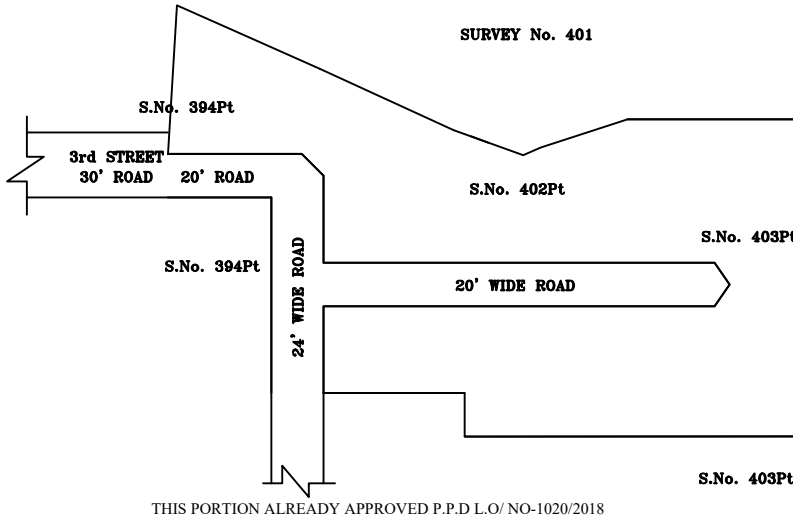 SURVEY No. 401
S.No. 394Pt
3rd STREET
30' ROAD
20' ROAD
S.No. 402Pt
S.No. 403Pt
S.No. 394Pt
24' WIDE ROAD
20' WIDE ROAD
S.No. 403Pt
THIS PORTION ALREADY APPROVED P.P.D L.O/ NO-1020/2018